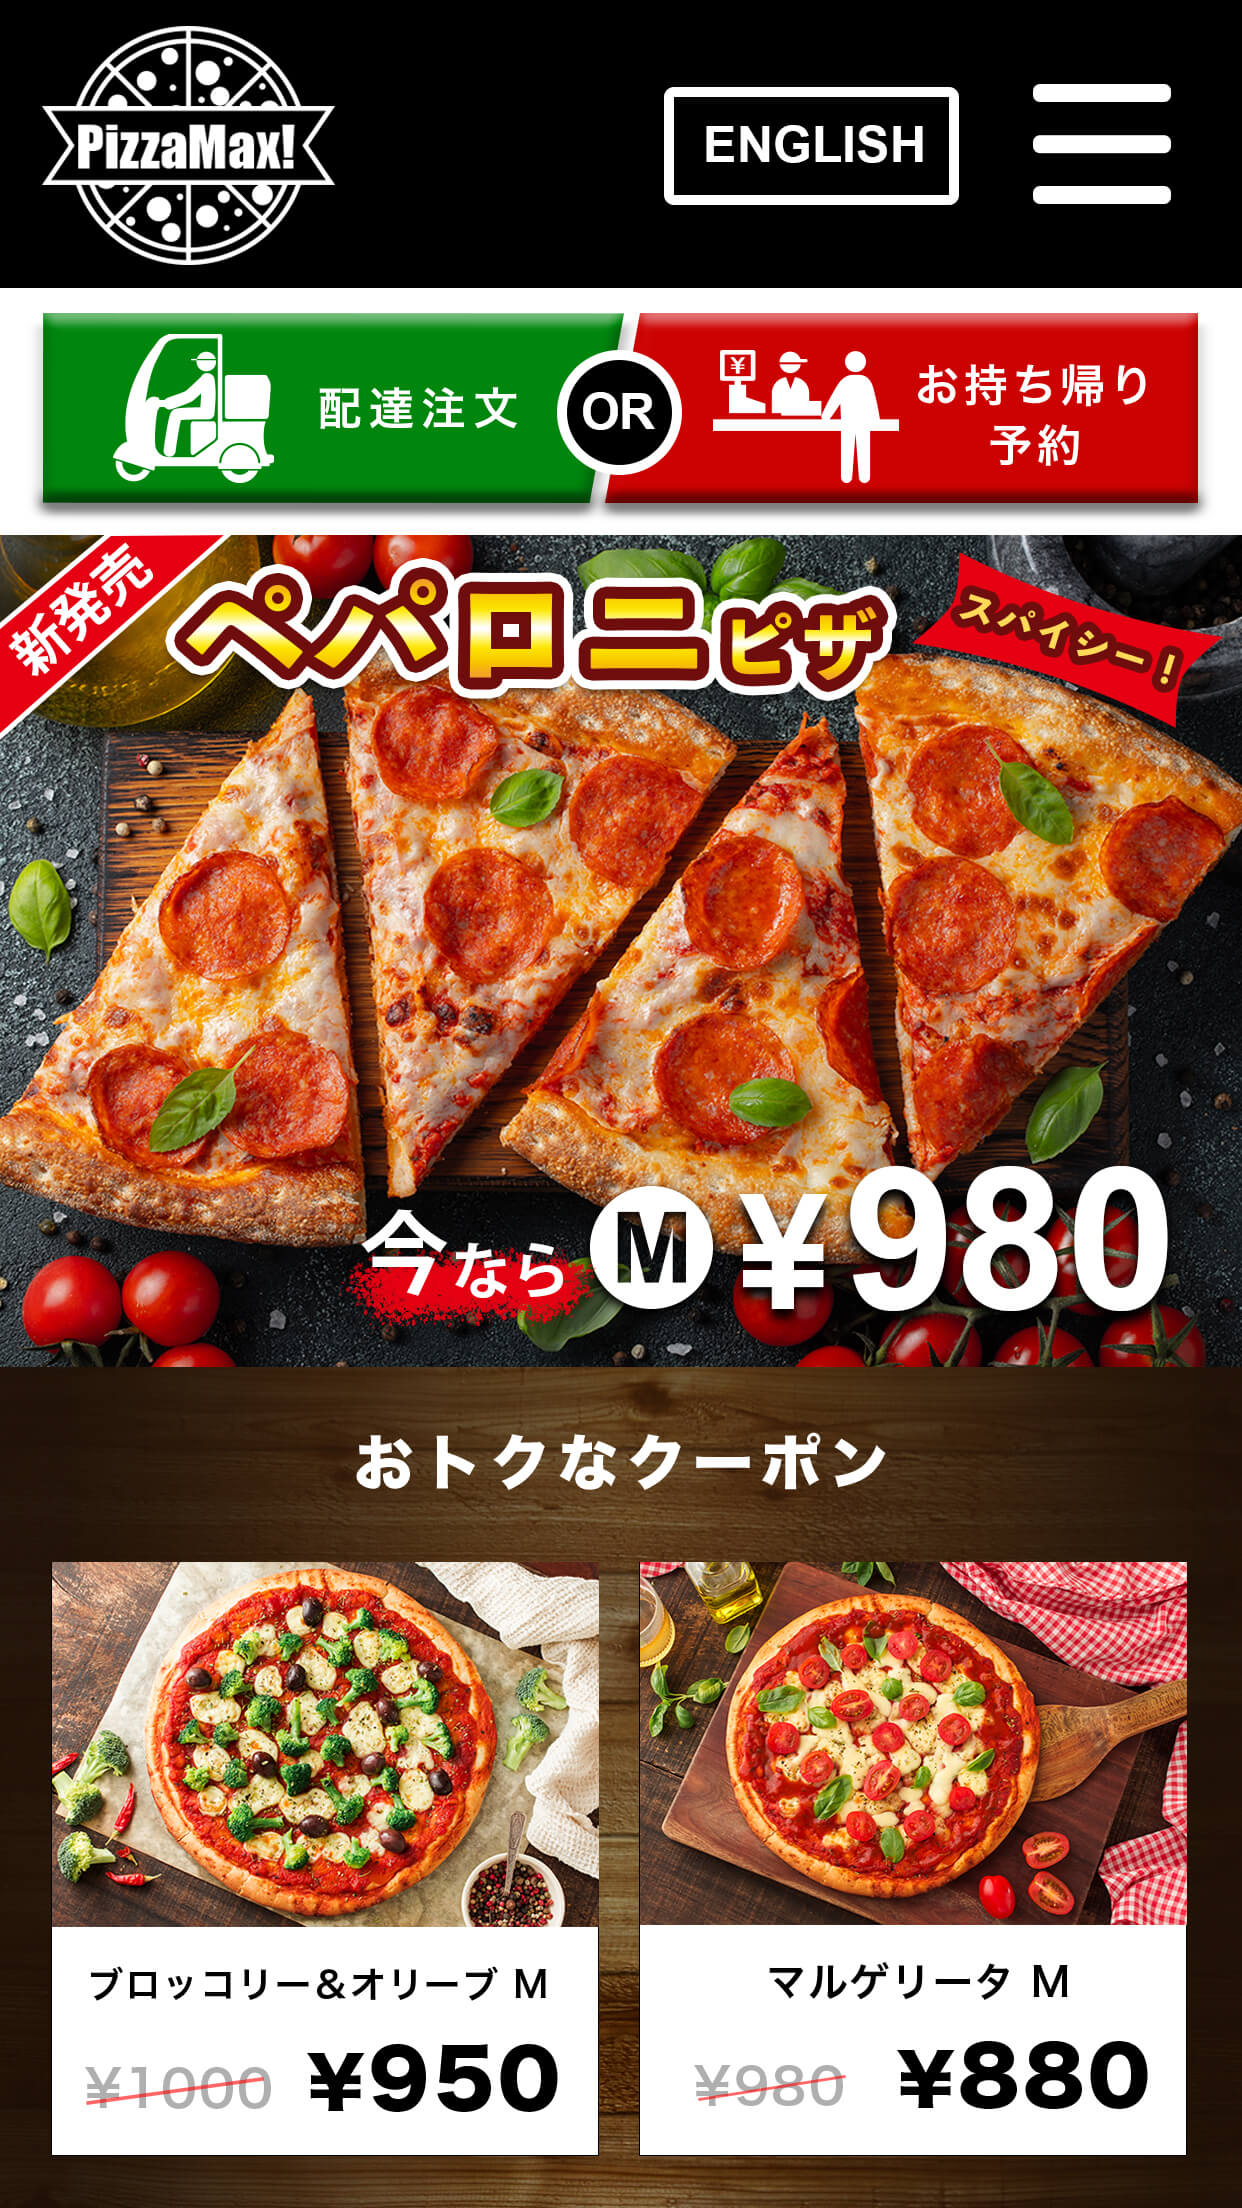 PizzaMax!
ENGLISH
配達注文
OR
¥
お持ち帰り
予約
新発売
ペパロニピザ
スパイシー！
今なら M ¥980
おトクなクーポン
ブロッコリー＆オリーブ M
¥1000 ¥950
マルゲリータ M
¥980 ¥880